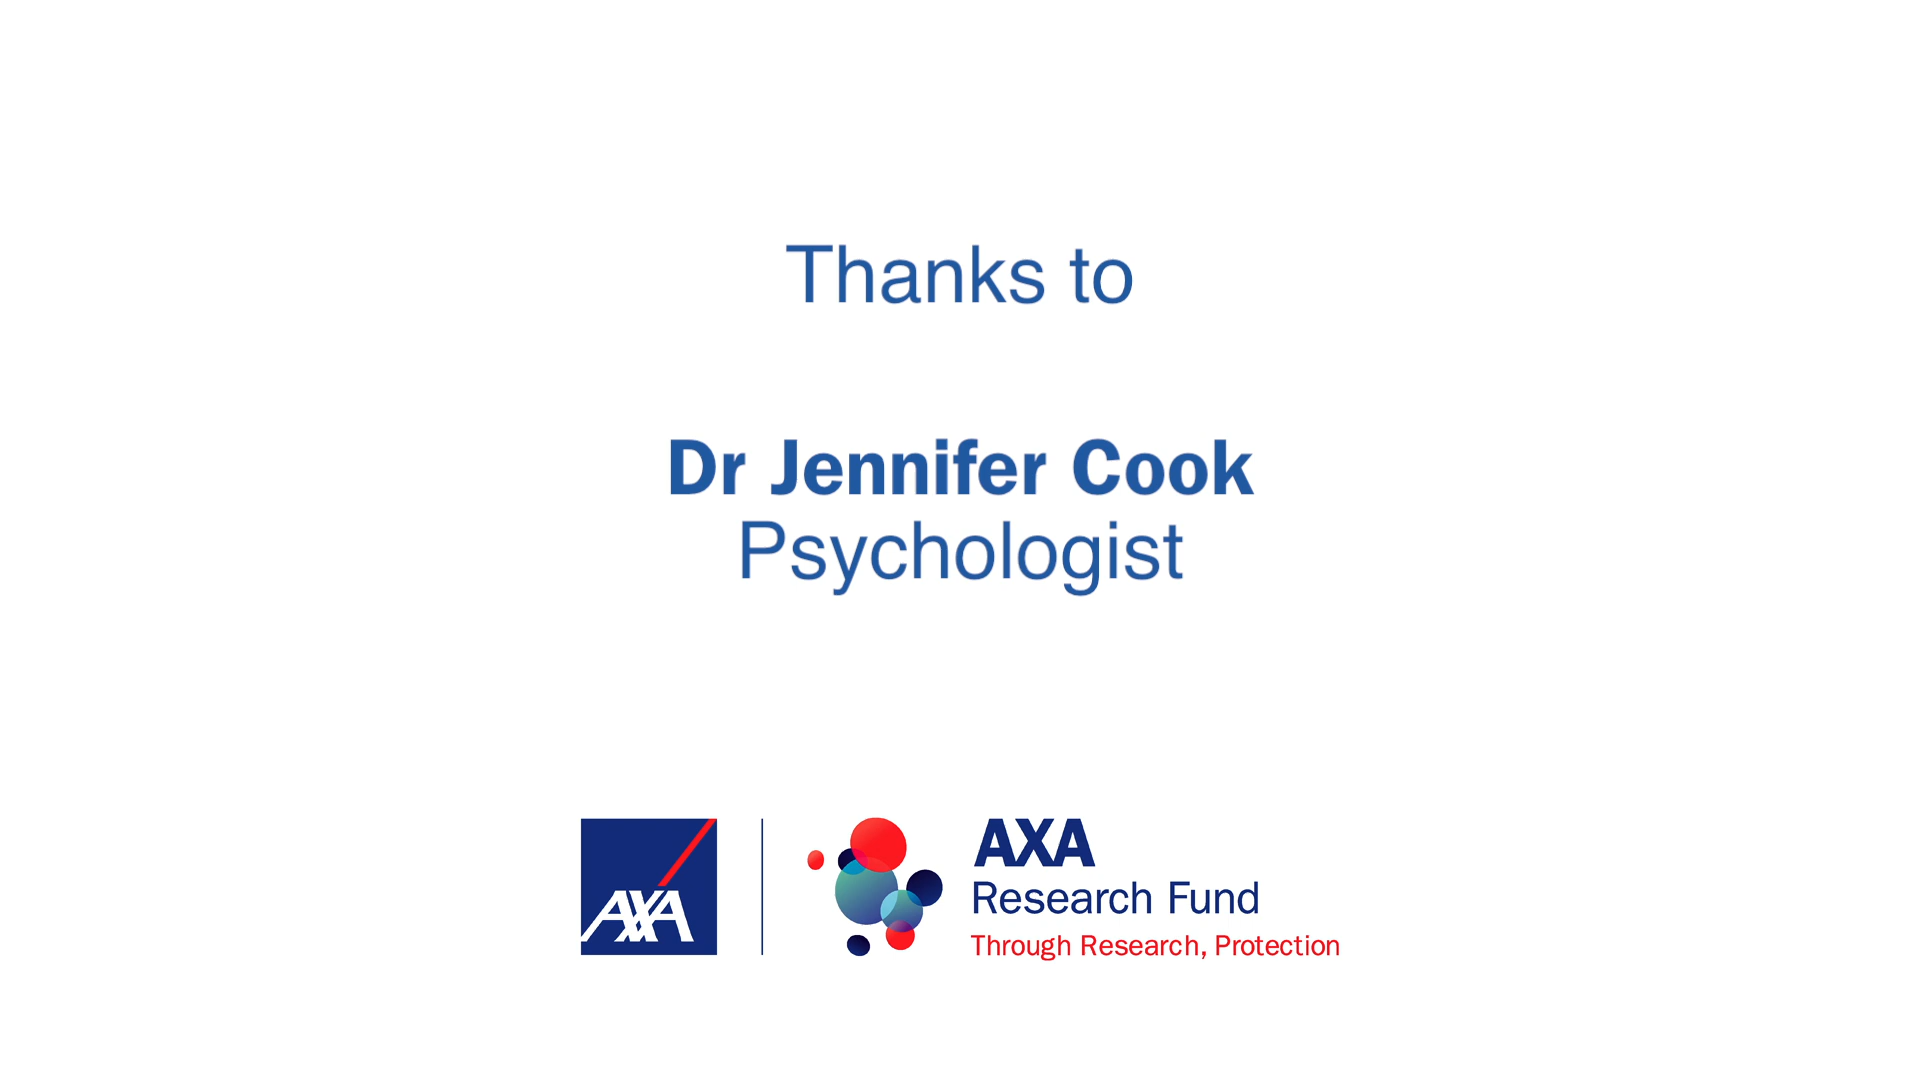 Thanks to
Dr Jennifer Cook
Psychologist
AXA
AXA
Research Fund
Through Research, Protection